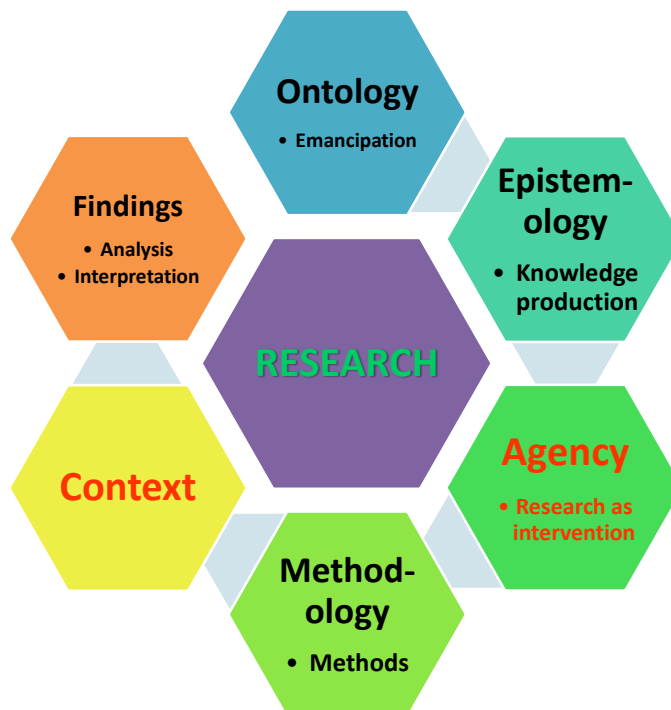 Ontology
• Emancipation
Epistem-
ology
• Knowledge
production
Agency
• Research as
intervention
Method-
ology
• Methods
Context
Findings
• Analysis
• Interpretation
RESEARCH